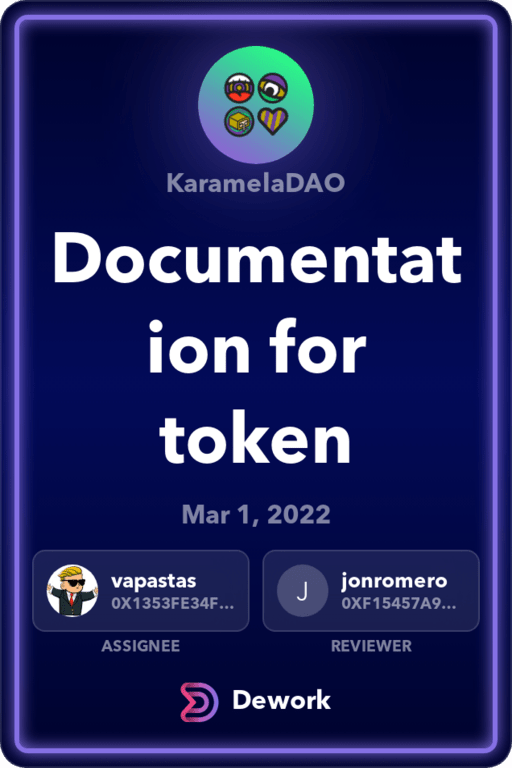 KaramelaDAO
Documentat
ion for
token
Mar 1, 2022
vapastas
0X1353FE34F...
ASSIGNEE
jonromero
0XF15457A9...
REVIEWER
Dework